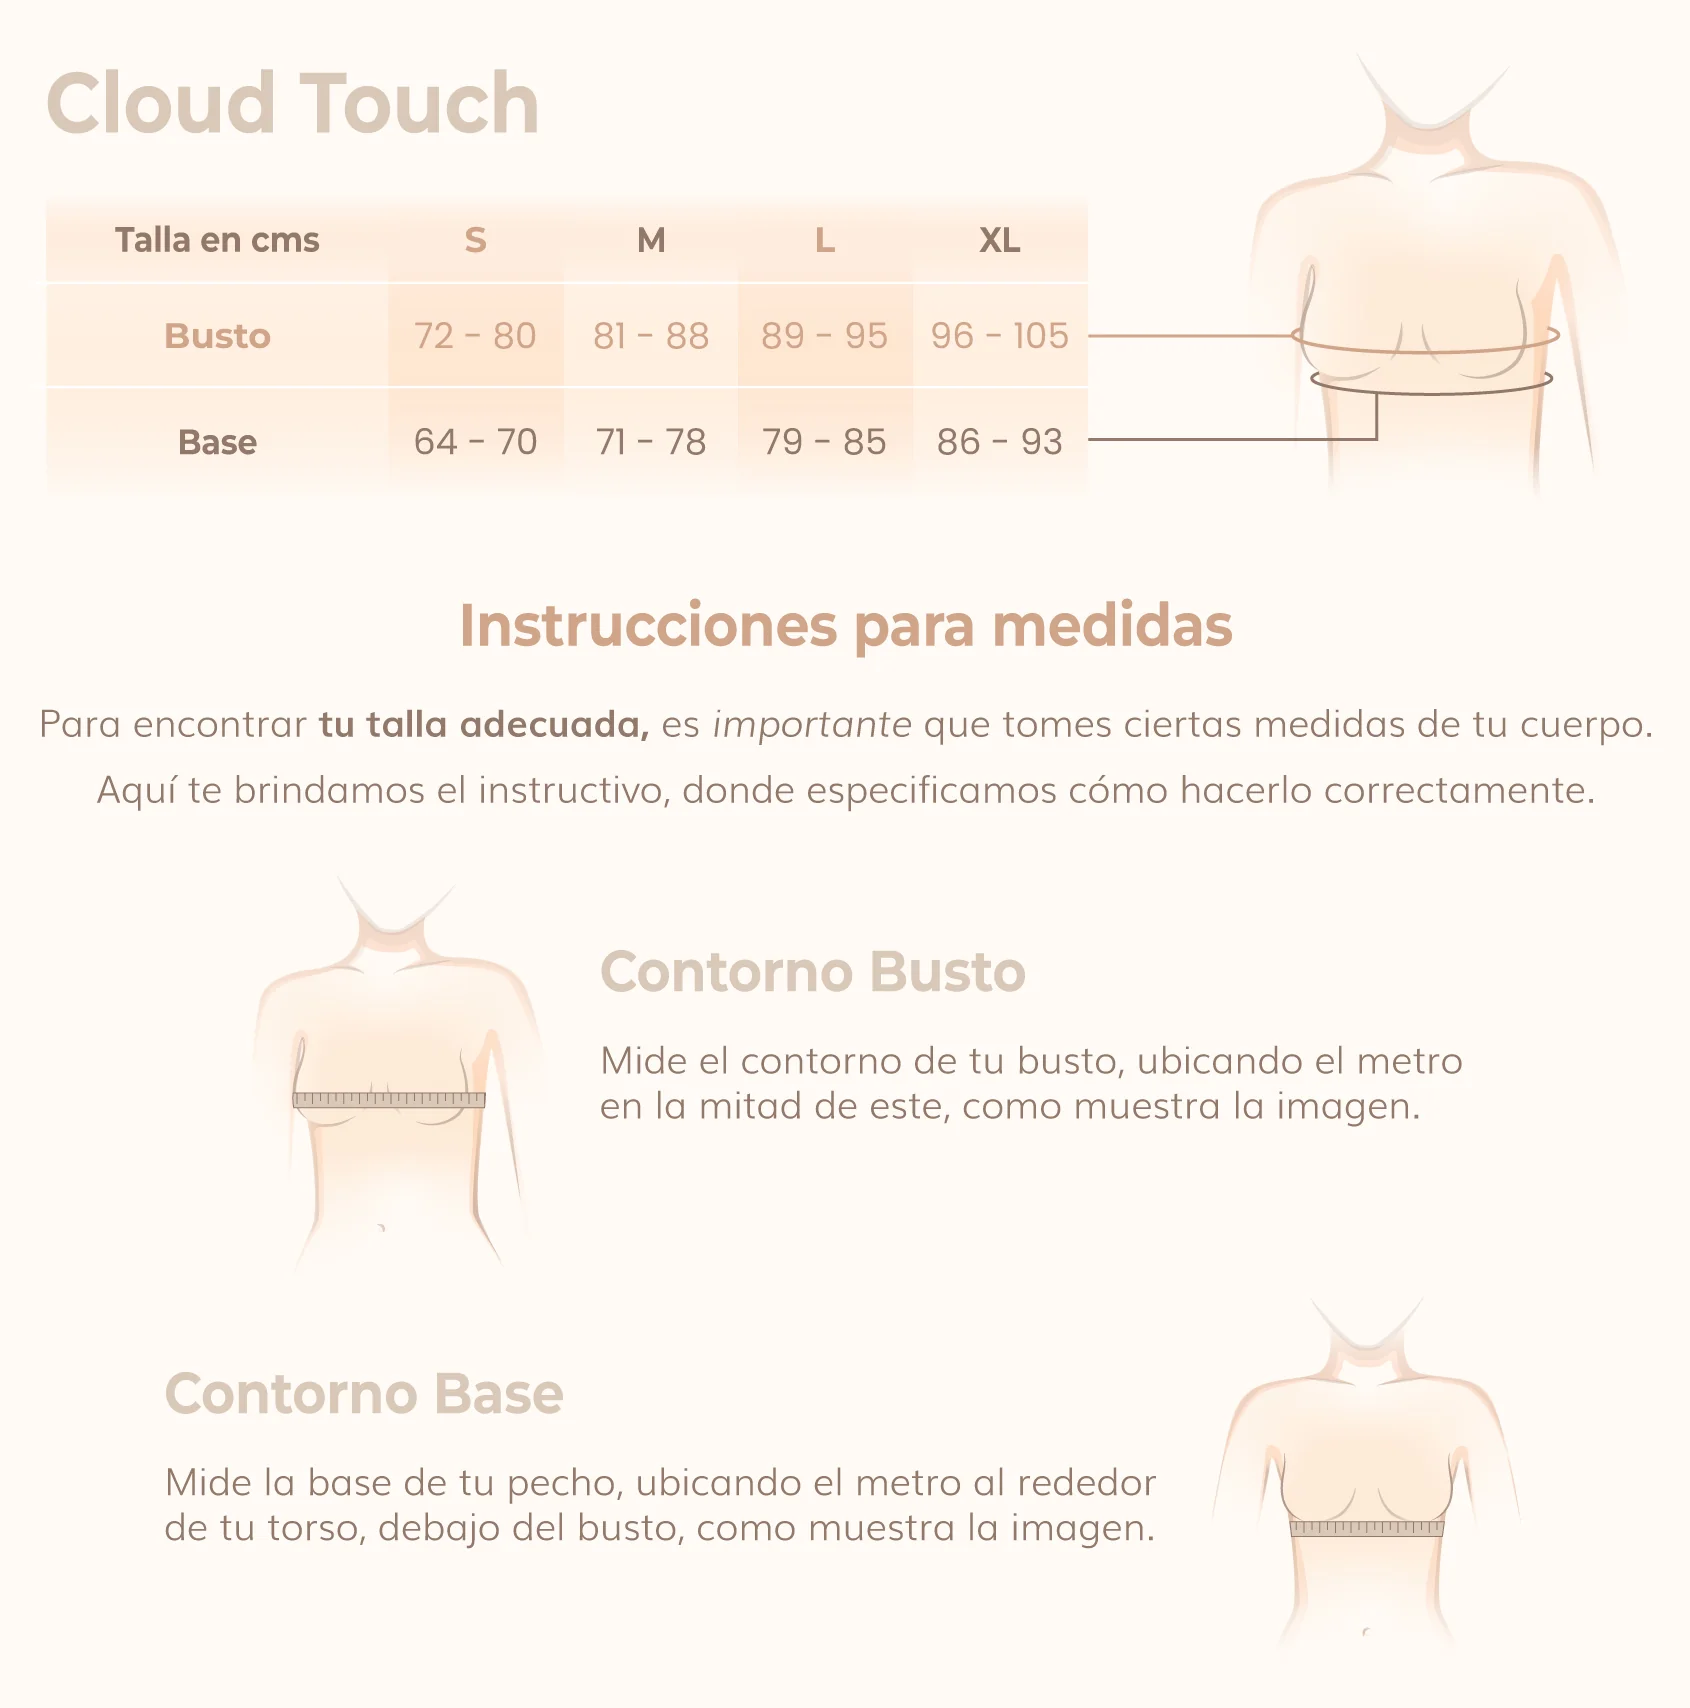 Cloud Touch
Talla en cms S M L XL
Busto 72 - 80 81 - 88 89 - 95 96 - 105
Base 64 - 70 71 - 78 79 - 85 86 - 93
Instrucciones para medidas
Para encontrar tu talla adecuada, es importante que tomes ciertas medidas de tu cuerpo.
Aquí te brindamos el instructivo, donde especificamos cómo hacerlo correctamente.
Contorno Busto
Mide el contorno de tu busto, ubicando el metro
en la mitad de este, como muestra la imagen.
Contorno Base
Mide la base de tu pecho, ubicando el metro al rededor
de tu torso, debajo del busto, como muestra la imagen.